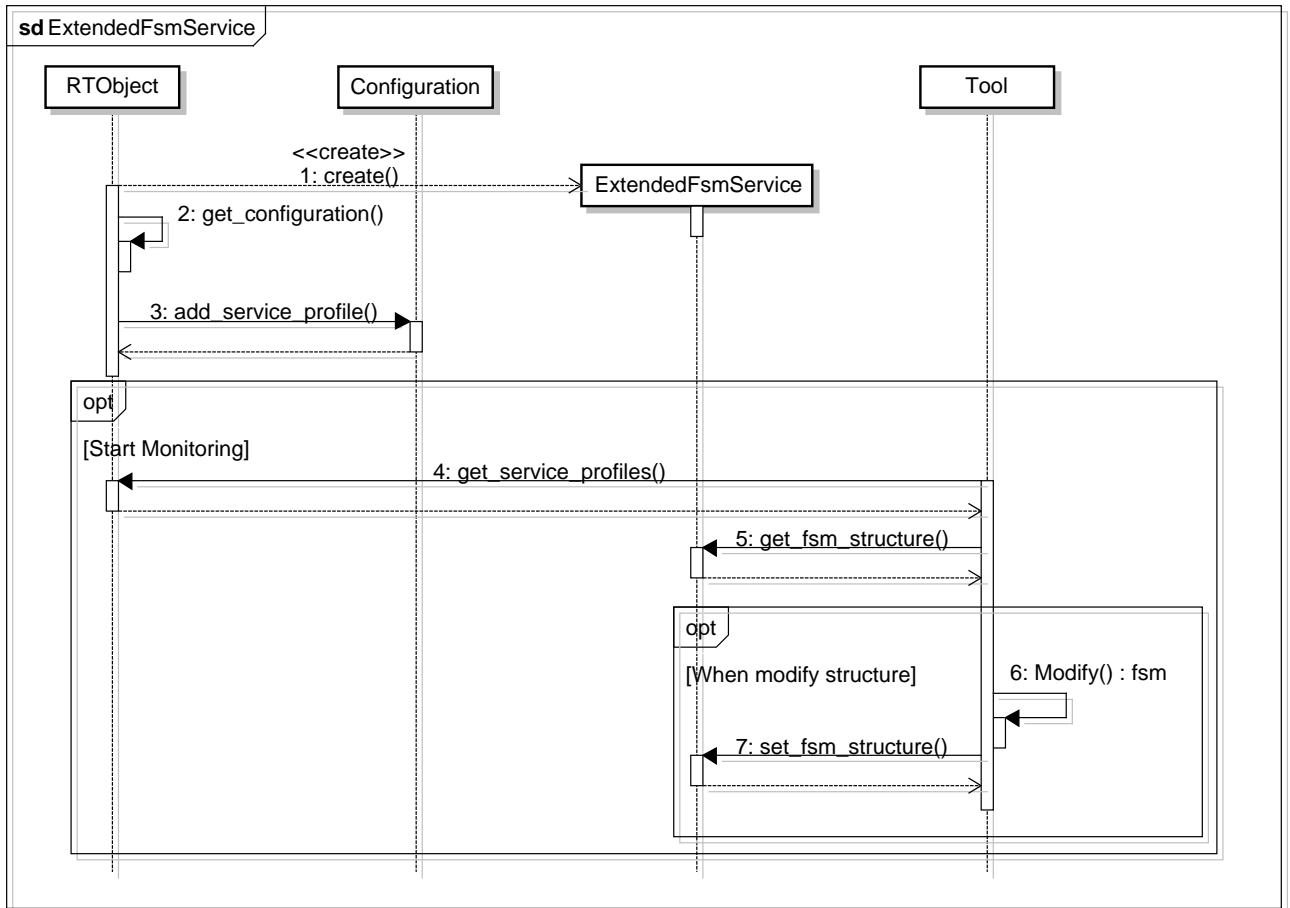 sd ExtendedFsmService
RTObject
Configuration
Tool
<<create>>
1: create()
ExtendedFsmService
2: get_configuration()
3: add_service_profile()
opt
[Start Monitoring]
4: get_service_profiles()
5: get_fsm_structure()
opt
[When modify structure]
6: Modify() : fsm
7: set_fsm_structure()